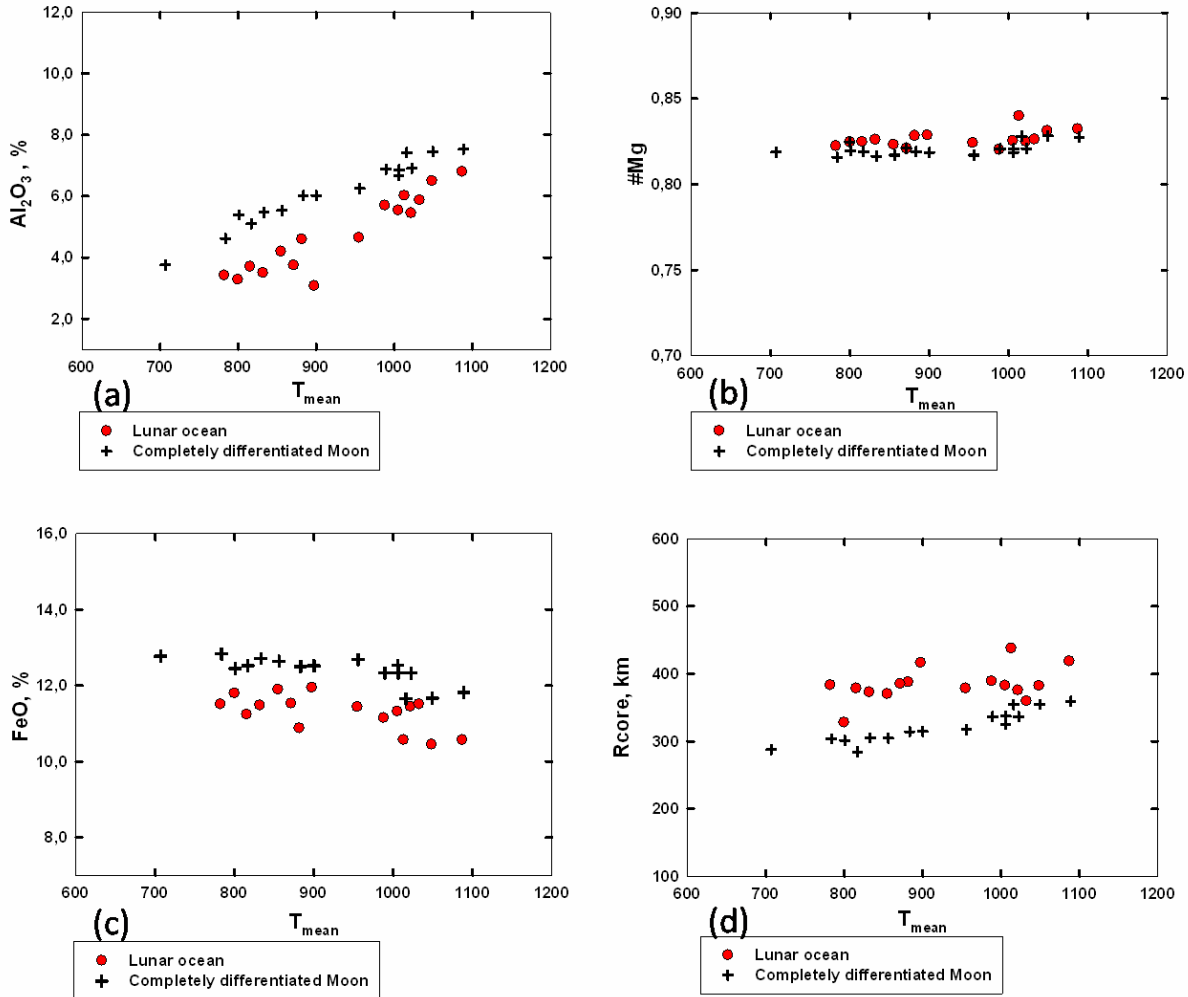 12,0
10,0
8,0
6,0
4,0
2,0
Al₂O₃, %
600 700 800 900 1000 1100 1200
(a)
Tmean
Lunar ocean
Completely differentiated Moon
0,90
0,85
0,80
0,75
0,70
#Mg
600 700 800 900 1000 1100 1200
(b)
Tmean
Lunar ocean
Completely differentiated Moon
16,0
14,0
12,0
10,0
8,0
FeO, %
600 700 800 900 1000 1100 1200
(c)
Tmean
Lunar ocean
Completely differentiated Moon
600
500
400
300
200
100
Rcore, km
600 700 800 900 1000 1100 1200
(d)
Tmean
Lunar ocean
Completely differentiated Moon